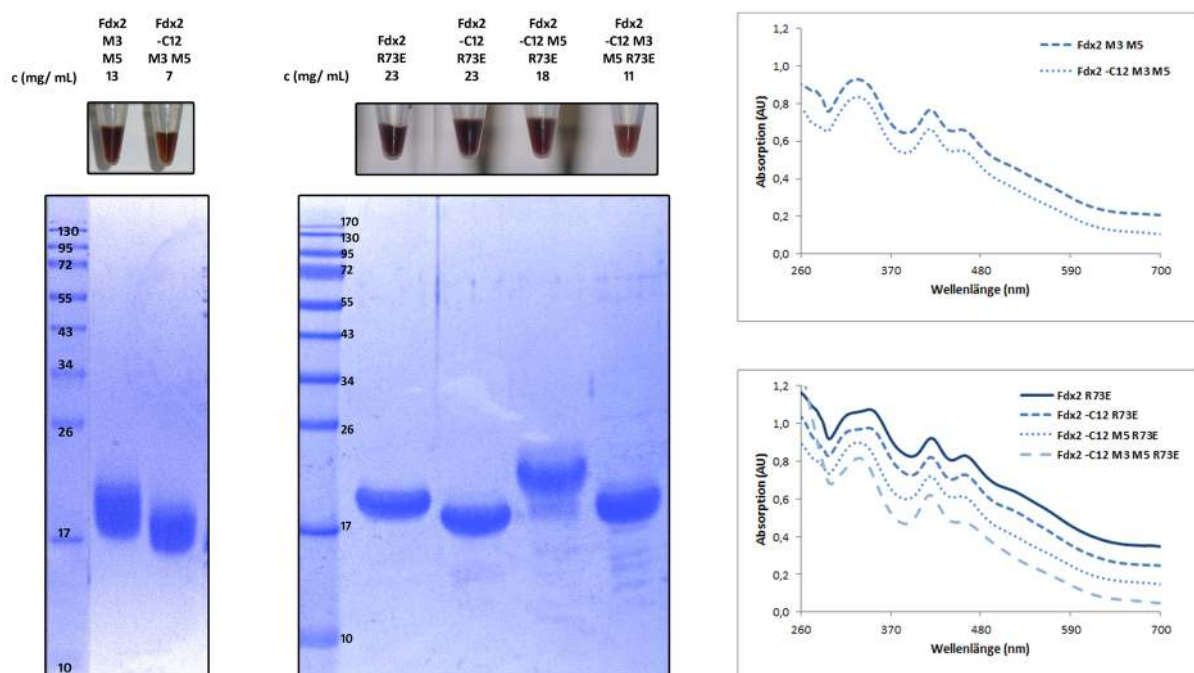 Fdx2
M3
M5
13
Fdx2
-C12
M3 M5
7
c (mg/ mL)
130
95
72
55
43
34
26
17
10
Fdx2
R73E
23
Fdx2
-C12
R73E
23
Fdx2
-C12 M5
R73E
18
Fdx2
-C12 M3
M5 R73E
11
c (mg/ mL)
170
130
95
72
55
43
34
26
17
10
Fdx2 M3 M5
Fdx2 -C12 M3 M5
Absorption (AU)
1,2
1,0
0,8
0,6
0,4
0,2
0,0
260 370 480 590 700
Wellenlänge (nm)
Fdx2 R73E
Fdx2 -C12 R73E
Fdx2 -C12 M5 R73E
Fdx2 -C12 M3 M5 R73E
Absorption (AU)
1,2
1,0
0,8
0,6
0,4
0,2
0,0
260 370 480 590 700
Wellenlänge (nm)